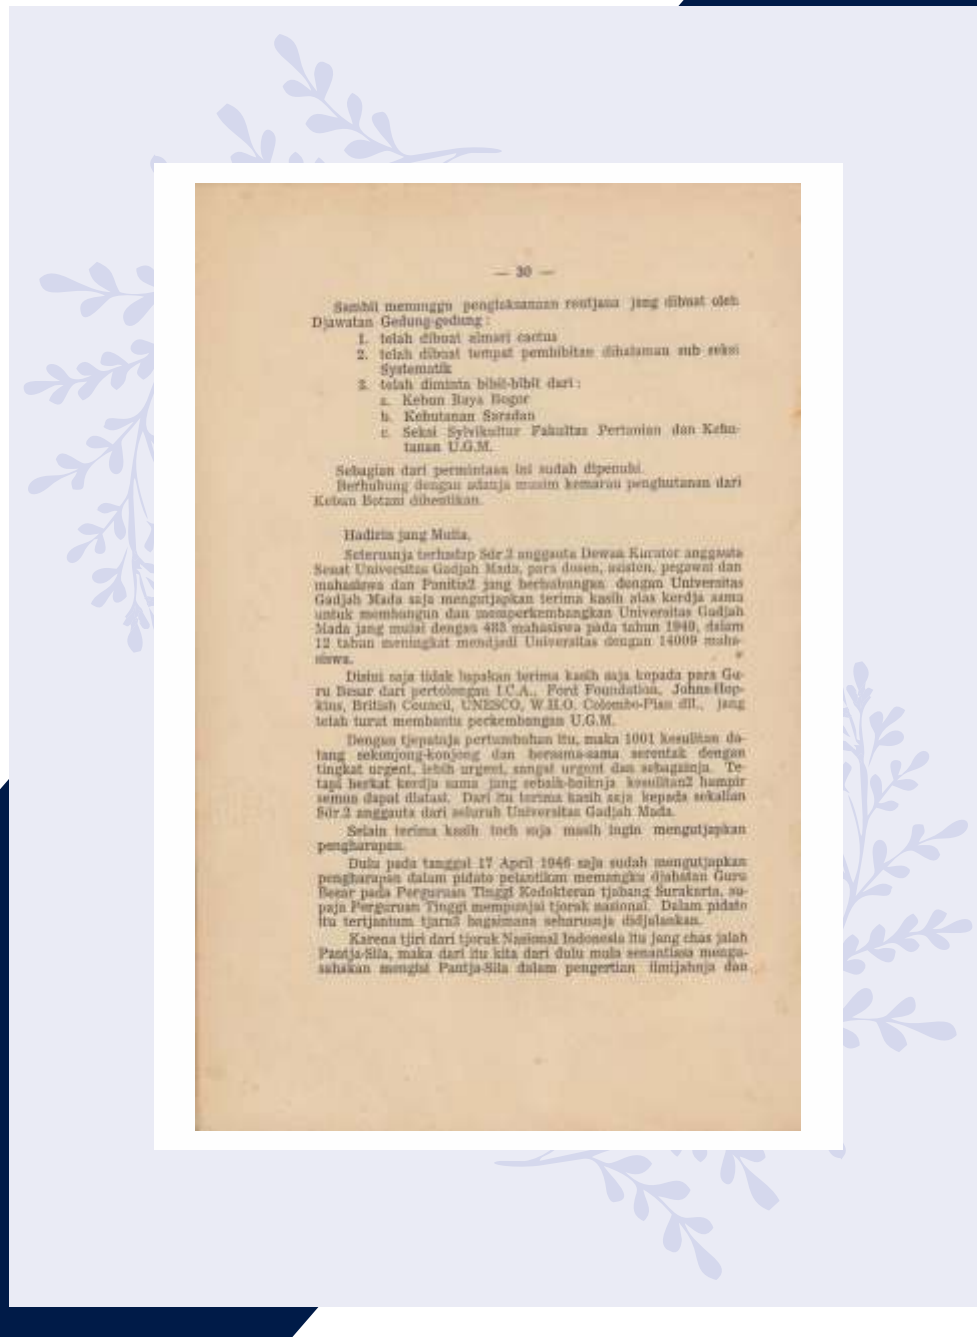 — 30 —
Sambil menunggu penglaksanaan rentjana jang dibuat oleh
Djawatan Gedung-gedung :
1. telah dibuat almari cactus
2. telah dibuat tempat pembibitan dihalaman sub seksi
Systematik
3. telah diminta bibit-bibit dari :
a. Kebun Raya Bogor
b. Kehutanan Saradan
c. Seksi Sylvikultur Fakultas Pertanian dan Kehu-
tanan U.G.M.
Sebagian dari permintaan ini sudah dipenuhi.
Berhubung dengan adanja musim kemarau penghutanan dari
Kebun Botani dihentikan.
Hadirin jang Mulia,
Seterusnja terhadap Sdr.2 anggauta Dewan Kurator anggauta
Senat Universitas Gadjah Mada, para dosen, asisten, pegawai dan
mahasiswa dan Panitia2 jang berhubungan dengan Universitas
Gadjah Mada saja mengutjapkan terima kasih atas kerdja sama
untuk membangun dan memperkembangkan Universitas Gadjah
Mada jang mulai dengan 483 mahasiswa pada tahun 1949, dalam
12 tahun meningkat mendjadi Universitas dengan 14009 maha-
siswa.
Disini saja tidak lupakan terima kasih saja kepada para Gu-
ru Besar dari pertolongan I.C.A., Ford Foundation, Johns-Hop-
kins, British Council, UNESCO, W.H.O. Colombo-Plan dll., jang
telah turut membantu perkembangan U.G.M.
Dengan tjepatnja pertumbuhan itu, maka 1001 kesulitan da-
tang sekonjong-konjong dan bersama-sama serentak dengan
tingkat urgent, lebih urgent, sangat urgent dan sebagainja. Te-
tapi berkat kerdja sama jang sebaik-baiknja kesulitan2 hampir
semua dapat diatasi. Dari itu terima kasih saja kepada sekalian
Sdr.2 anggauta dari seluruh Universitas Gadjah Mada.
Selain terima kasih toch saja masih ingin mengutjapkan
pengharapan.
Dulu pada tanggal 17 April 1946 saja sudah mengutjapkan
pengharapan dalam pidato pelantikan memangku djabatan Guru
Besar pada Perguruan Tinggi Kedokteran tjabang Surakarta, su-
paja Perguruan Tinggi mempunjai tjorak nasional. Dalam pidato
itu tertjantum tjara2 bagaimana seharusnja didjalankan.
Karena tjiri dari tjorak Nasional Indonesia itu jang chas jalah
Pantja-Sila, maka dari itu kita dari dulu mula senantiasa mengu-
sahakan mengisi Pantja-Sila dalam pengertian ilmijahnja dan